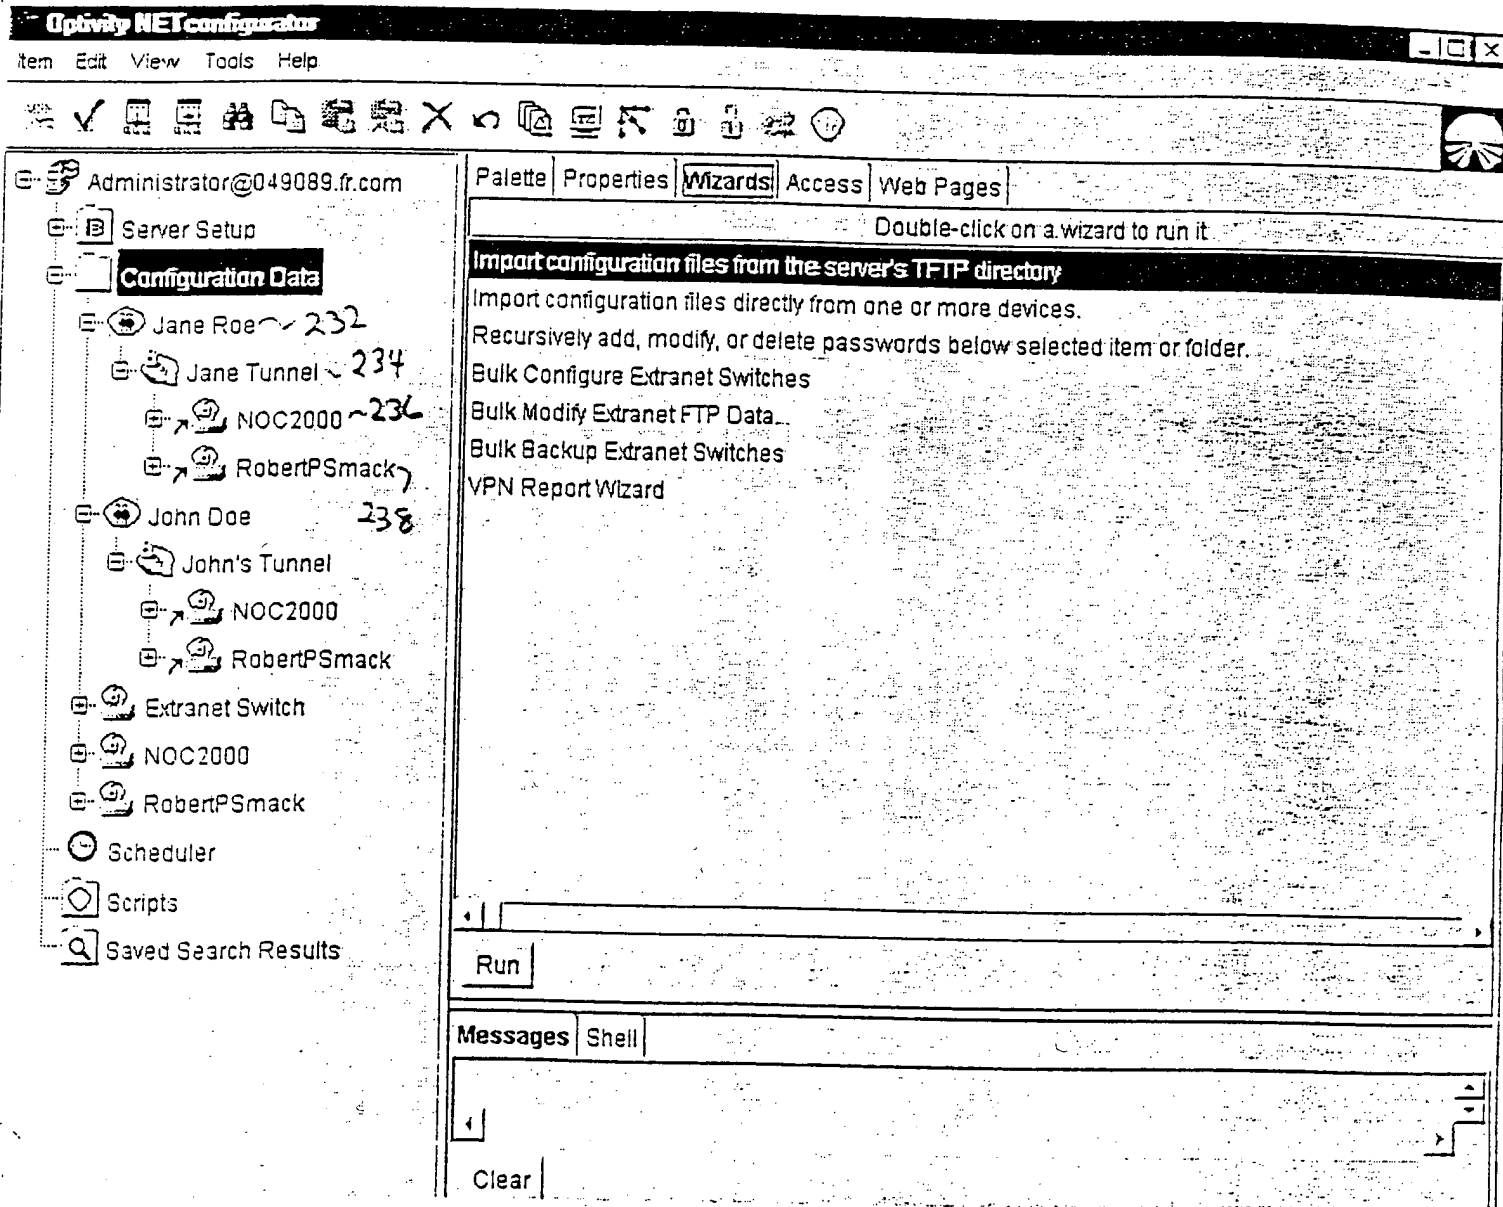 Optivity NETconfigurator
Item Edit View Tools Help
Administrator@049089.fr.com
Server Setup
Configuration Data
Jane Roe 232
Jane Tunnel 234
NOC2000 236
RobertPSmack
John Doe 238
John's Tunnel
NOC2000
RobertPSmack
Extranet Switch
NOC2000
RobertPSmack
Scheduler
Scripts
Saved Search Results
Palette Properties Wizards Access Web Pages
Double-click on a wizard to run it
Import configuration files from the server's TFTP directory
Import configuration files directly from one or more devices.
Recursively add, modify, or delete passwords below selected item or folder.
Bulk Configure Extranet Switches
Bulk Modify Extranet FTP Data...
Bulk Backup Extranet Switches
VPN Report Wizard
Run
Messages Shell
Clear